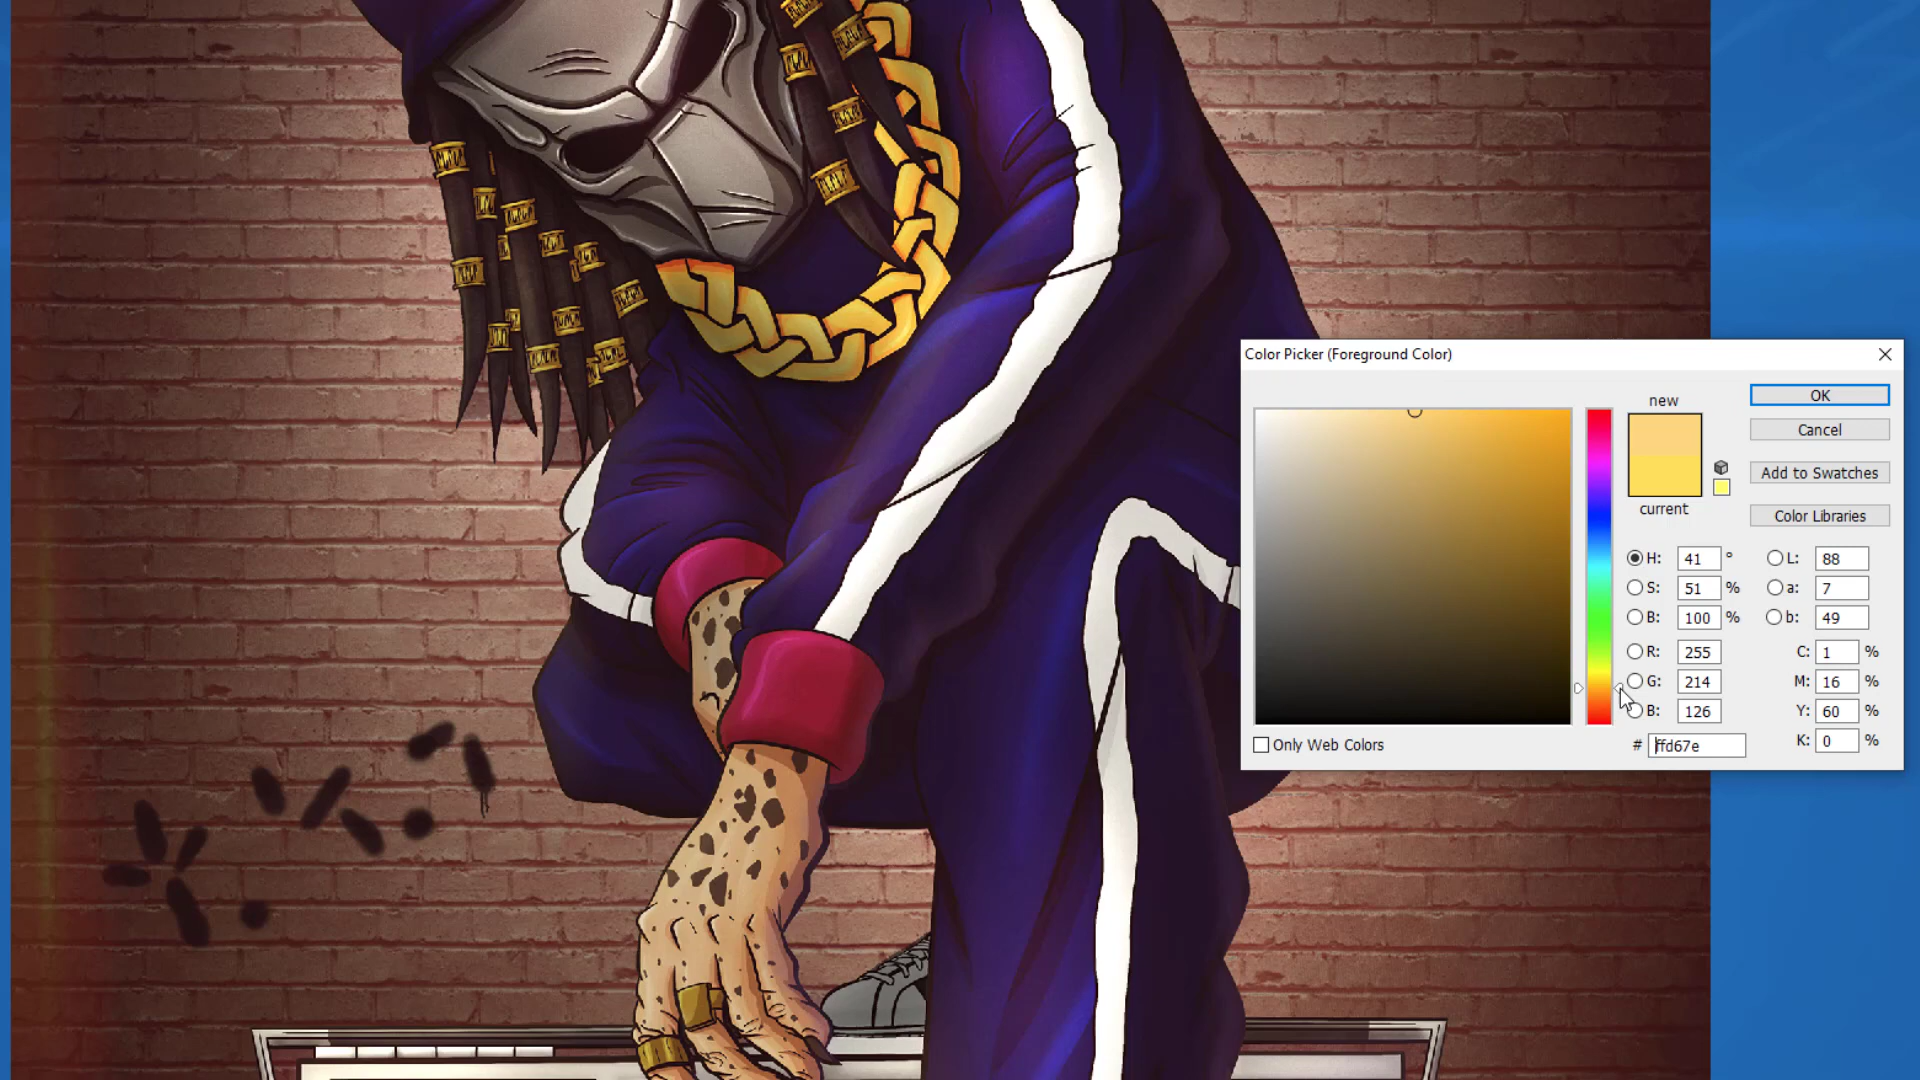 Color Picker (Foreground Color)
new
OK
Cancel
Add to Swatches
current
Color Libraries
H: 41 ° L: 88
S: 51 % a: 7
B: 100 % b: 49
R: 255 C: 1 %
G: 214 M: 16 %
B: 126 Y: 60 %
# ffd67e K: 0 %
Only Web Colors